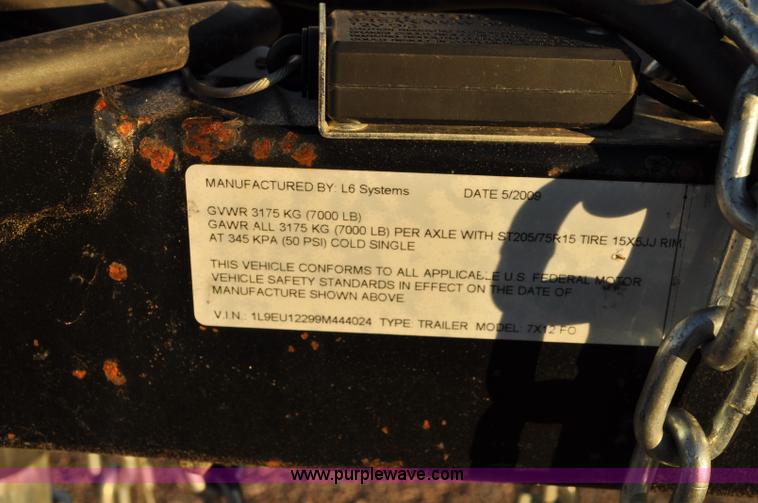 MANUFACTURED BY: L6 Systems DATE 5/2009
GVWR 3175 KG (7000 LB)
GAWR ALL 3175 KG (7000 LB) PER AXLE WITH ST205/75R15 TIRE 15X5JJ RIM
AT 345 KPA (50 PSI) COLD SINGLE
THIS VEHICLE CONFORMS TO ALL APPLICABLE U.S. FEDERAL MOTOR
VEHICLE SAFETY STANDARDS IN EFFECT ON THE DATE OF
MANUFACTURE SHOWN ABOVE
V.I.N.: 1L9EU12299M444024 TYPE: TRAILER MODEL: 7X12 FO
www.purplewave.com